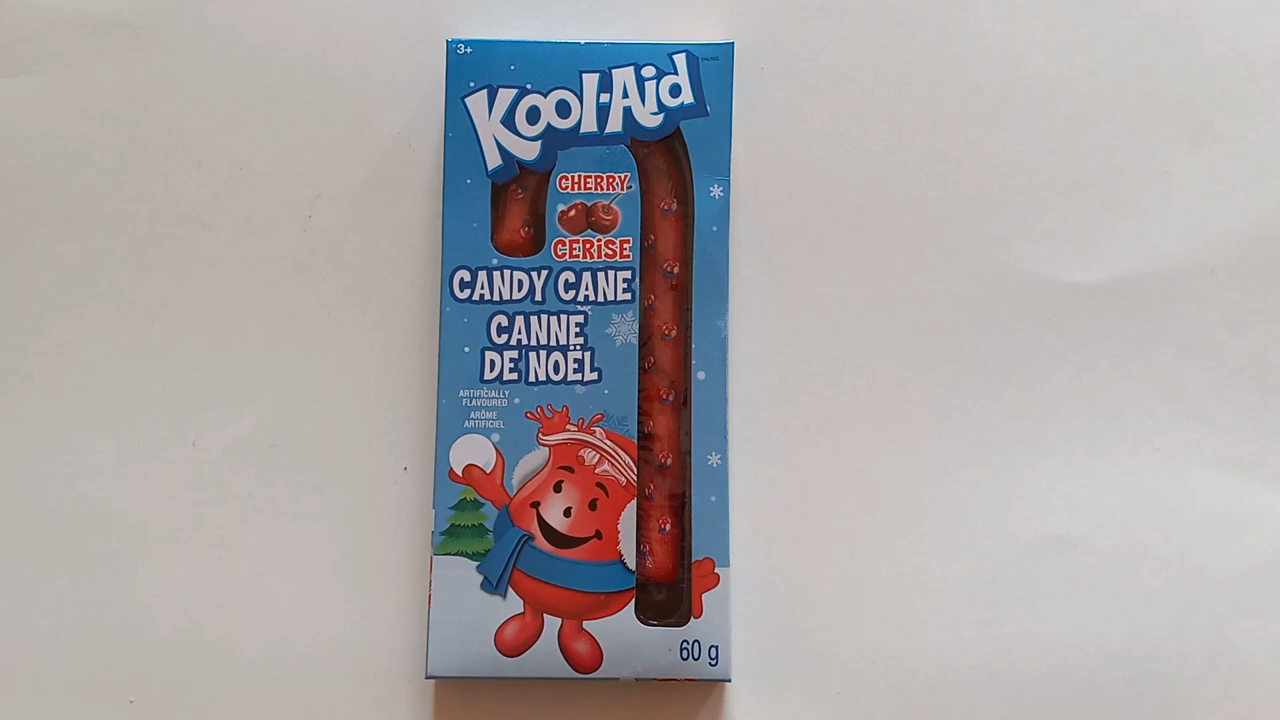 3+
Kool-Aid
CHERRY
CERISE
CANDY CANE
CANNE
DE NOËL
ARTIFICIALLY
FLAVOURED
ARÔME
ARTIFICIEL
60 g